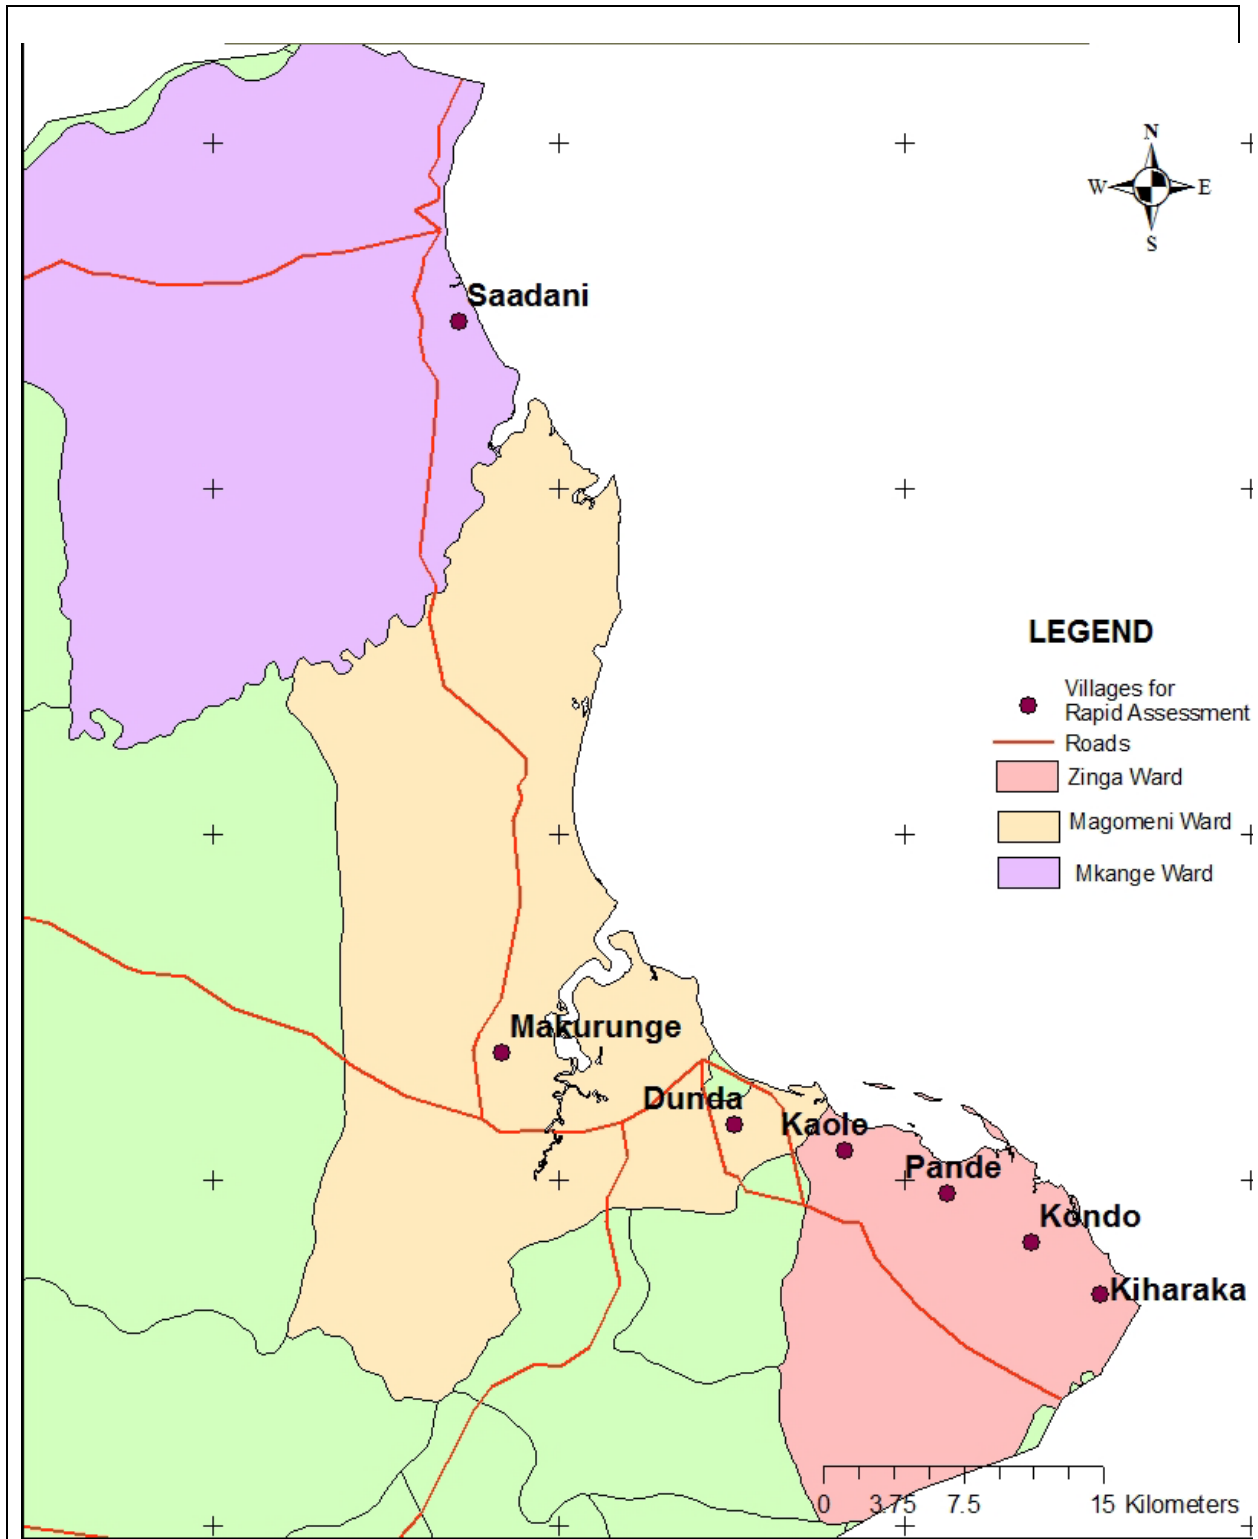 N
W E
S
Saadani
LEGEND
Villages for
Rapid Assessment
Roads
Zinga Ward
Magomeni Ward
Mkange Ward
Makurunge
Dunda
Kaole
Pande
Kondo
Kiharaka
0 3.75 7.5 15 Kilometers